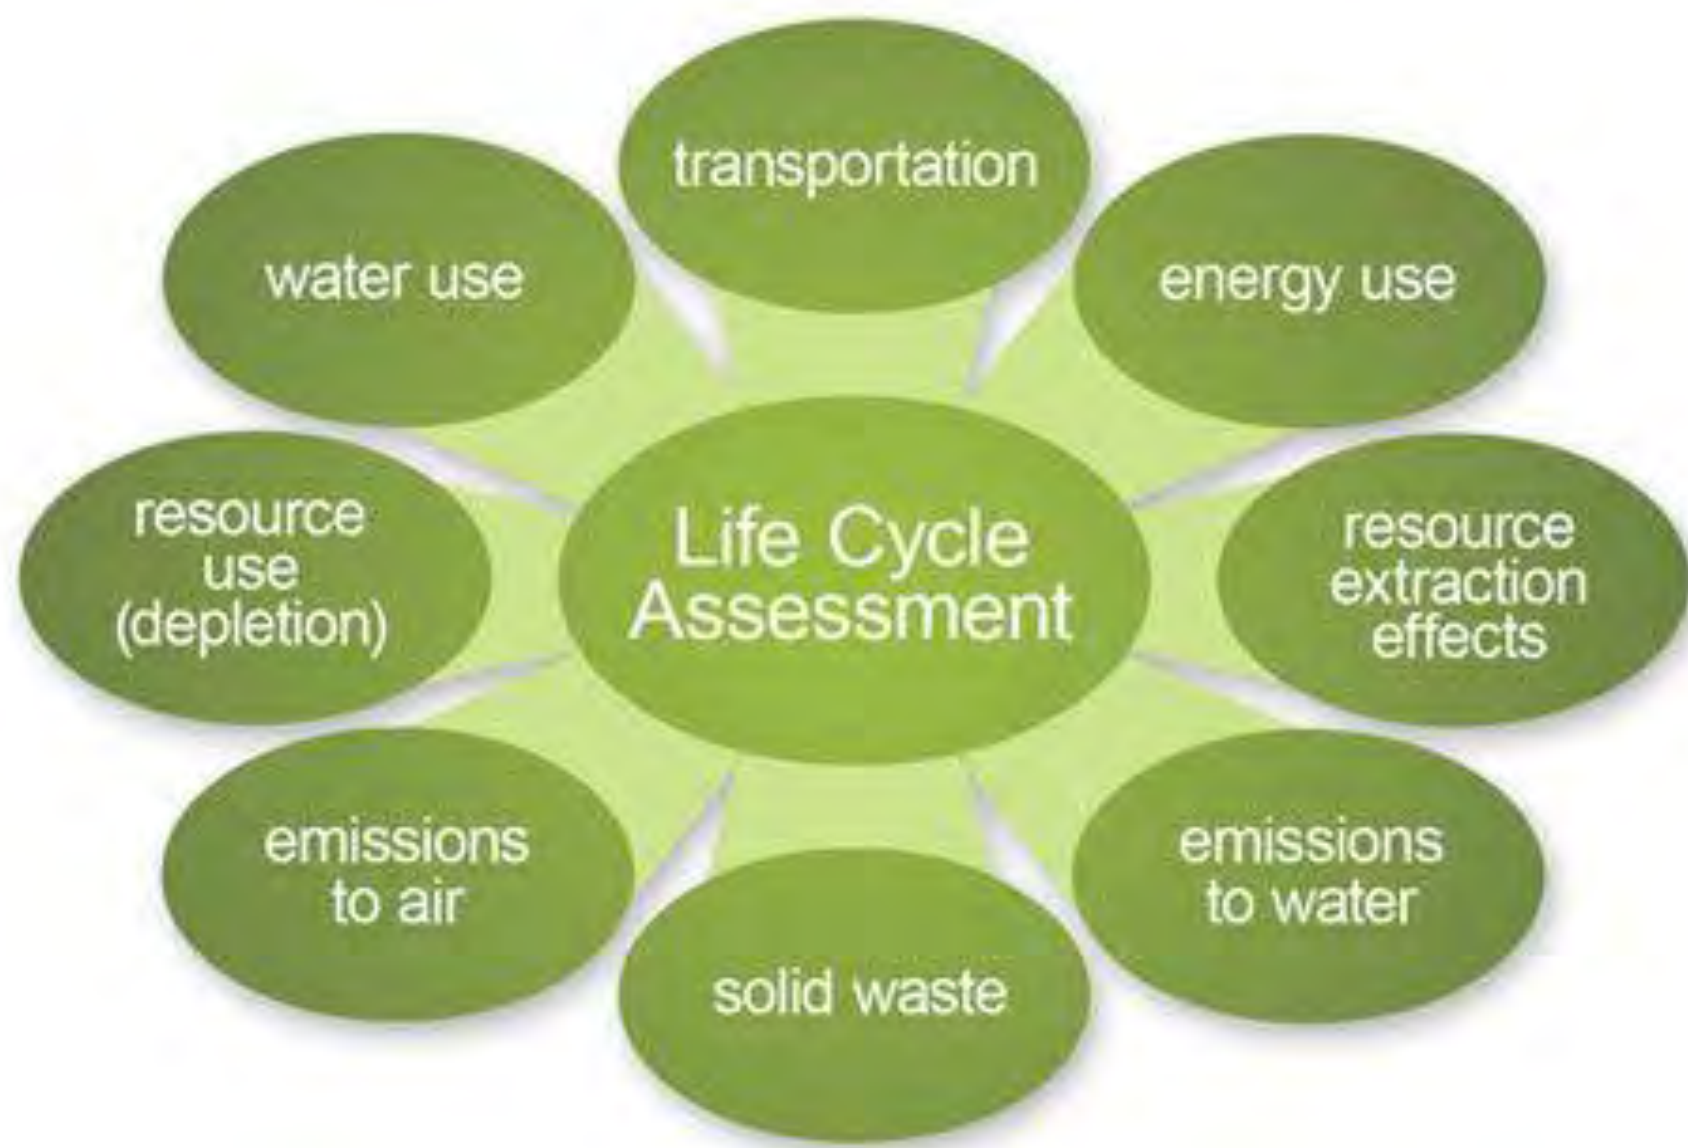 transportation
water use
energy use
resource
use
(depletion)
Life Cycle
Assessment
resource
extraction
effects
emissions
to air
emissions
to water
solid waste